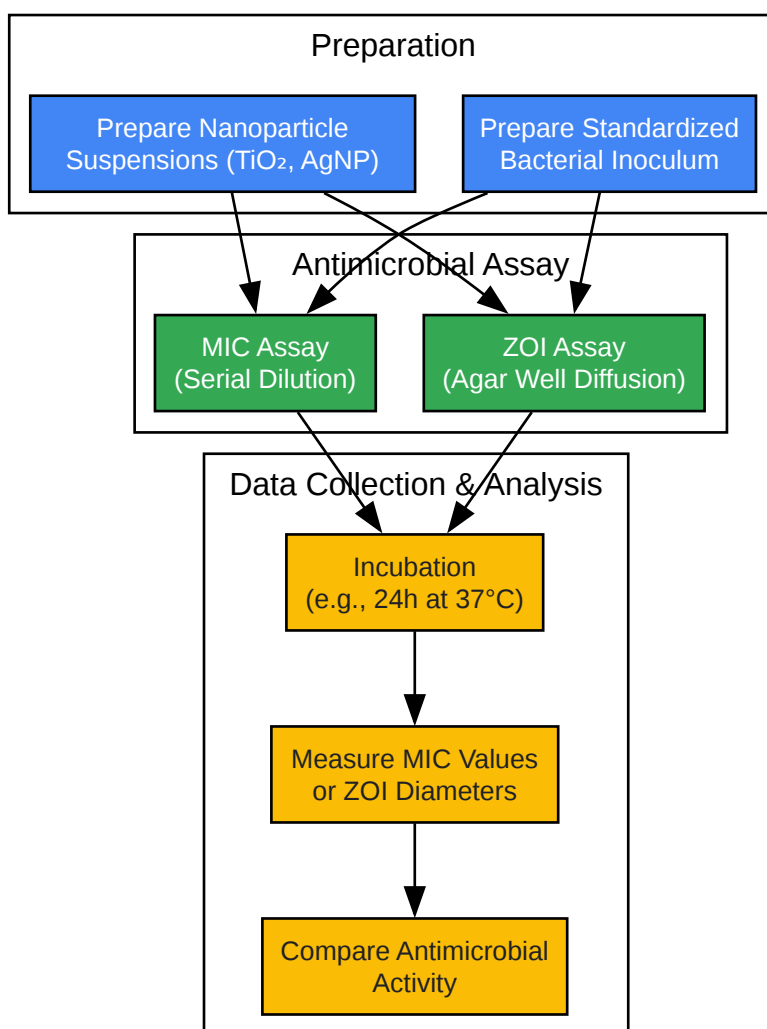 Preparation
Prepare Nanoparticle
Suspensions (TiO₂, AgNP)
Prepare Standardized
Bacterial Inoculum
Antimicrobial Assay
MIC Assay
(Serial Dilution)
ZOI Assay
(Agar Well Diffusion)
Data Collection & Analysis
Incubation
(e.g., 24h at 37°C)
Measure MIC Values
or ZOI Diameters
Compare Antimicrobial
Activity